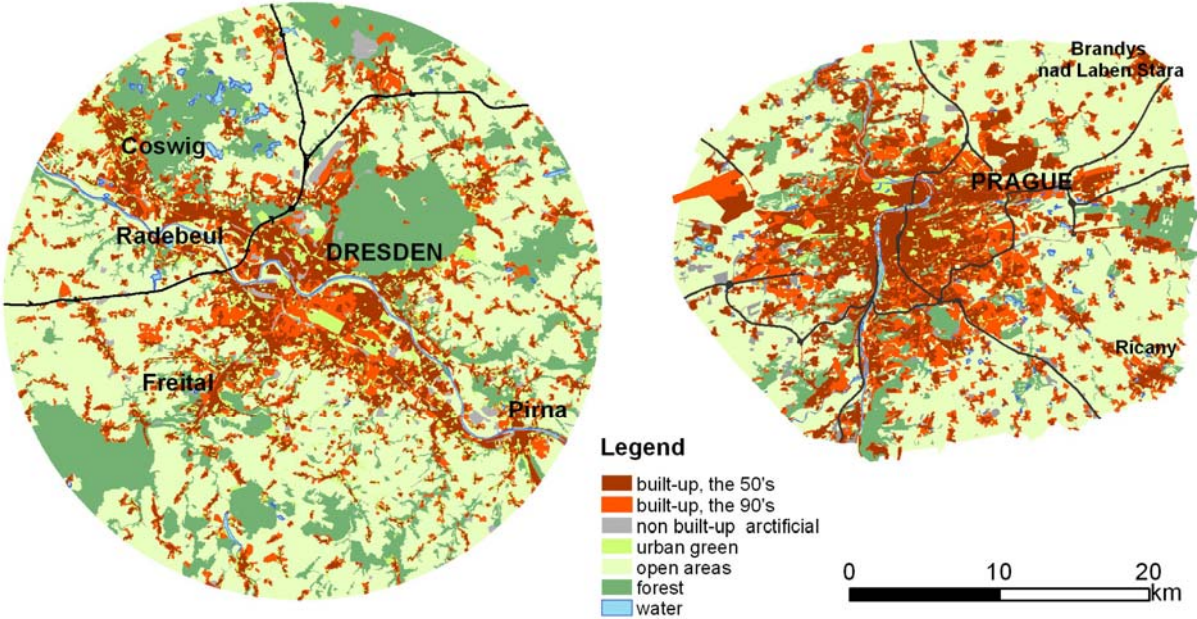 Coswig
Radebeul
DRESDEN
Freital
Pirna
Brandys
nad Laben Stara
PRAGUE
Ricany
Legend
built-up, the 50's
built-up, the 90's
non built-up arctificial
urban green
open areas
forest
water
0 10 20
km